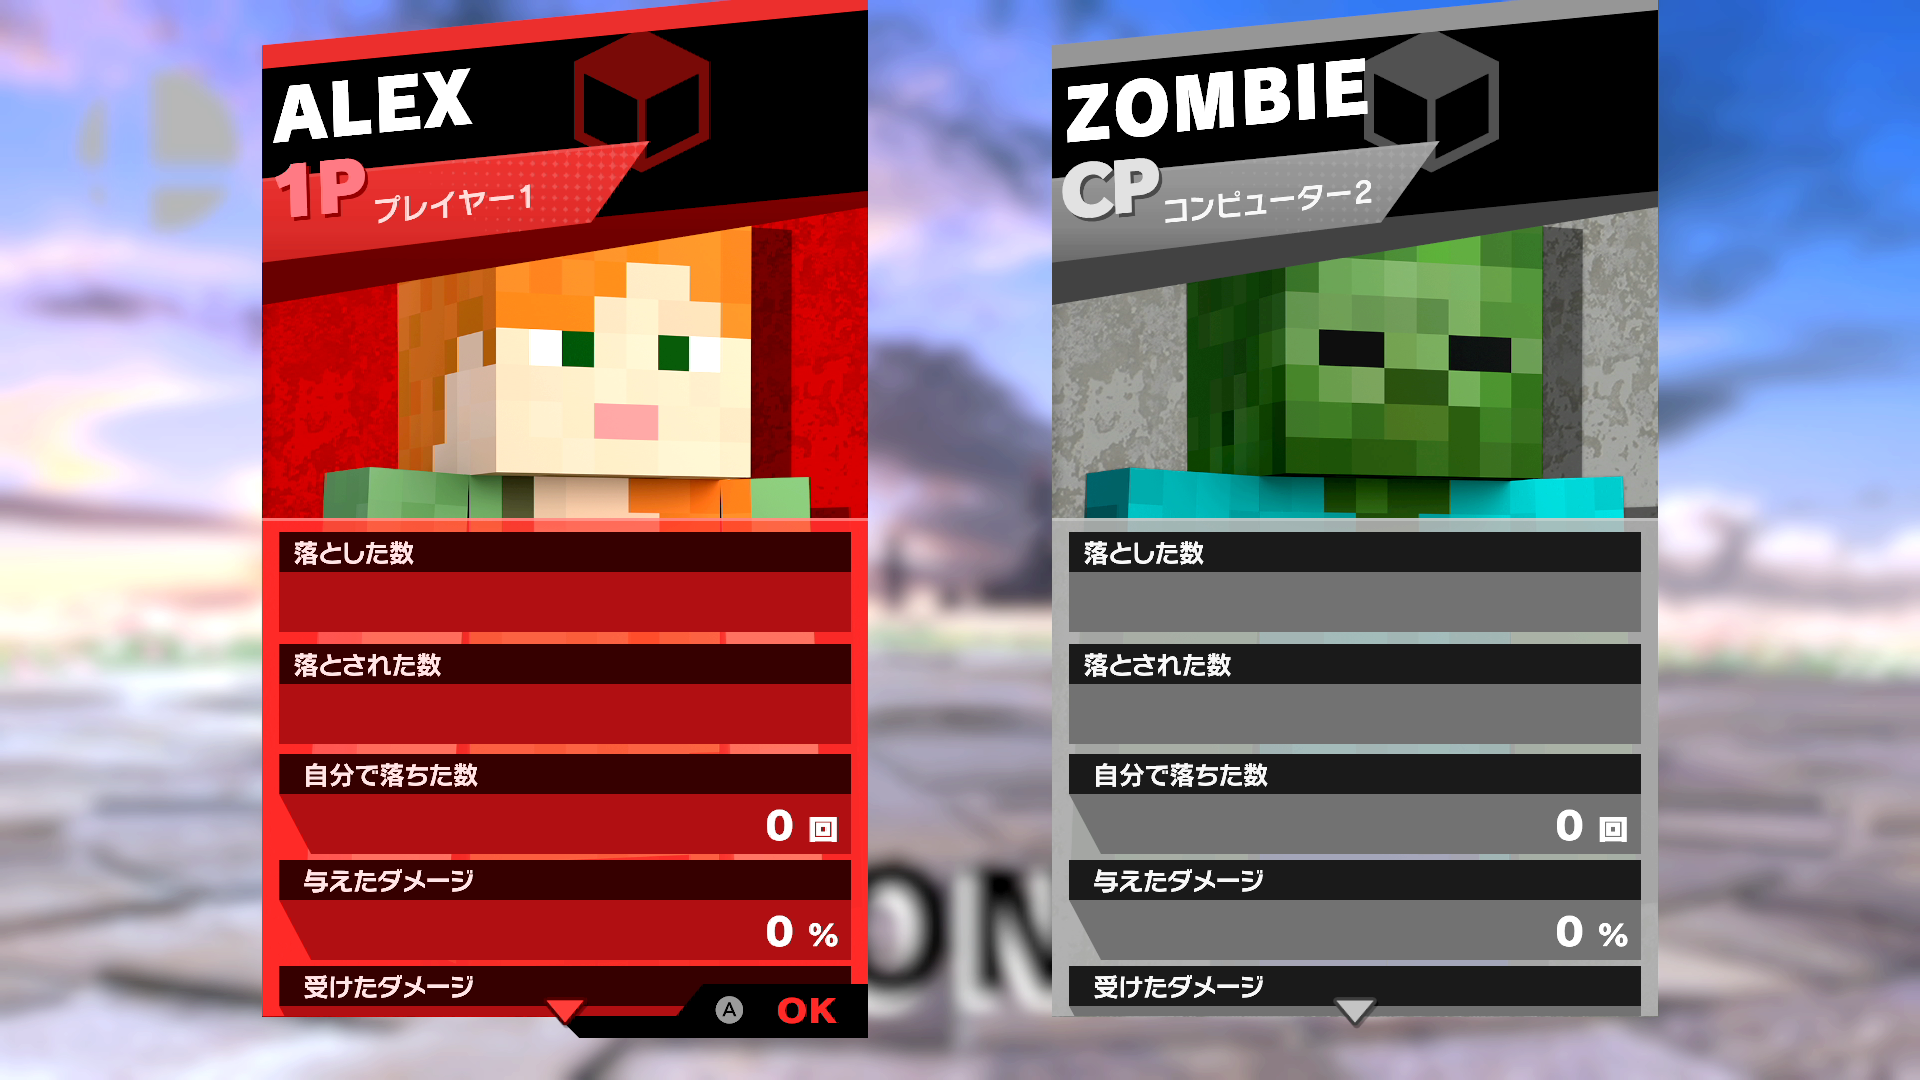 ALEX
1P プレイヤー1
落とした数
落とされた数
自分で落ちた数
0 回
与えたダメージ
0 %
受けたダメージ
A OK
ZOMBIE
CP コンピューター2
落とした数
落とされた数
自分で落ちた数
0 回
与えたダメージ
0 %
受けたダメージ